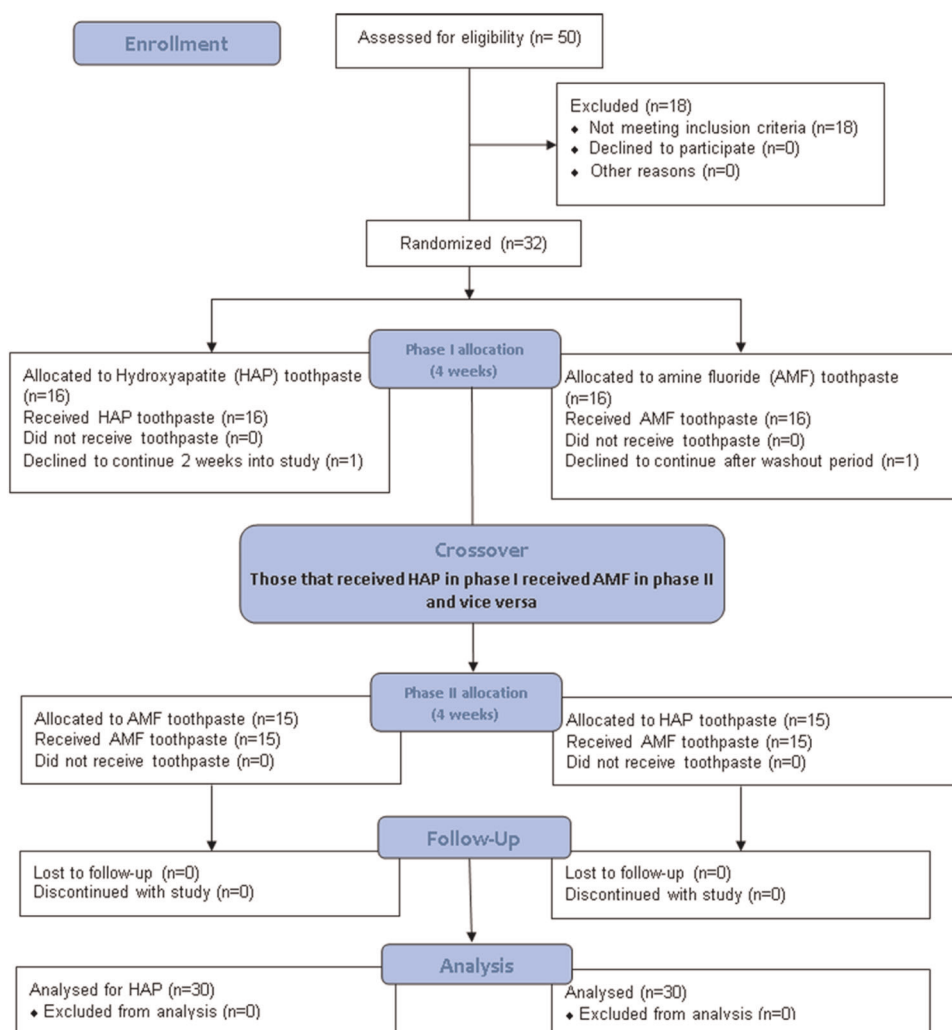 Enrollment
Assessed for eligibility (n= 50)
Excluded (n=18)
♦ Not meeting inclusion criteria (n=18)
♦ Declined to participate (n=0)
♦ Other reasons (n=0)
Randomized (n=32)
Phase I allocation
(4 weeks)
Allocated to Hydroxyapatite (HAP) toothpaste
(n=16)
Received HAP toothpaste (n=16)
Did not receive toothpaste (n=0)
Declined to continue 2 weeks into study (n=1)
Allocated to amine fluoride (AMF) toothpaste
(n=16)
Received AMF toothpaste (n=16)
Did not receive toothpaste (n=0)
Declined to continue after washout period (n=1)
Crossover
Those that received HAP in phase I received AMF in phase II
and vice versa
Phase II allocation
(4 weeks)
Allocated to AMF toothpaste (n=15)
Received AMF toothpaste (n=15)
Did not receive toothpaste (n=0)
Allocated to HAP toothpaste (n=15)
Received AMF toothpaste (n=15)
Did not receive toothpaste (n=0)
Follow-Up
Lost to follow-up (n=0)
Discontinued with study (n=0)
Lost to follow-up (n=0)
Discontinued with study (n=0)
Analysis
Analysed for HAP (n=30)
♦ Excluded from analysis (n=0)
Analysed (n=30)
♦ Excluded from analysis (n=0)